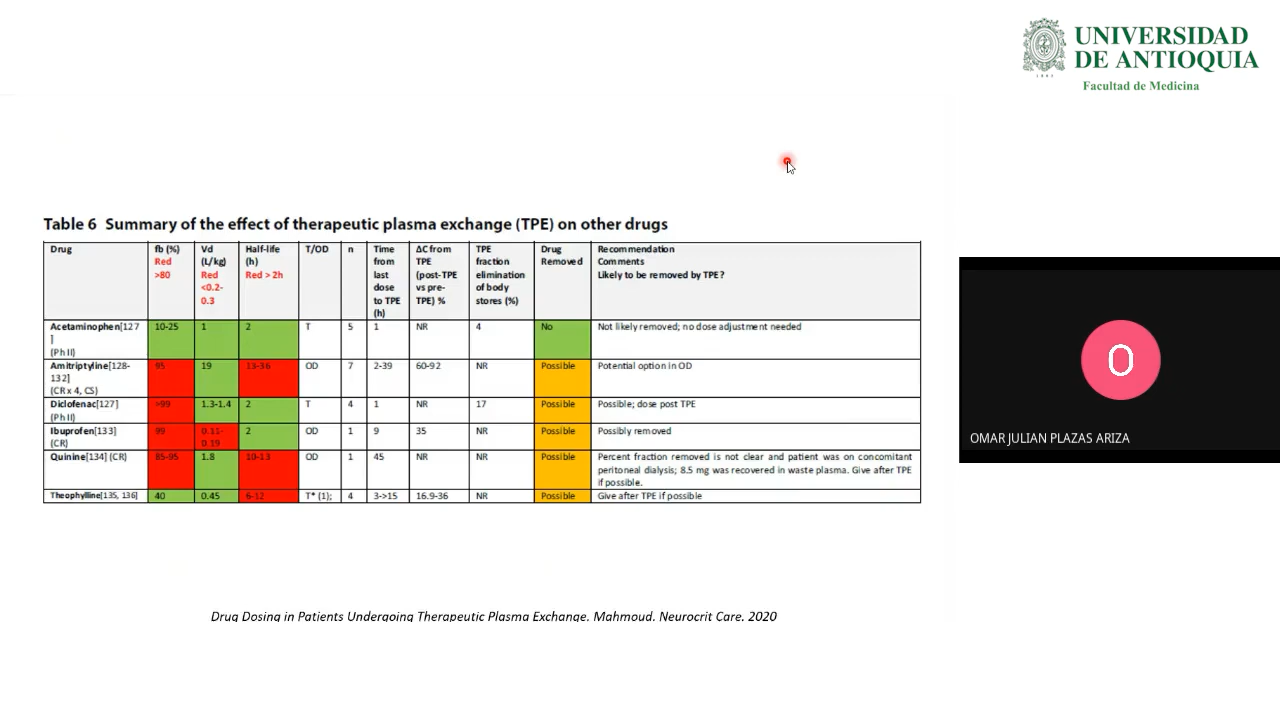 UNIVERSIDAD
DE ANTIOQUIA
1803
Facultad de Medicina
Table 6 Summary of the effect of therapeutic plasma exchange (TPE) on other drugs
Drug fb (%) Red >80 Vd (L/kg) Red <0.2-0.3 Half-life (h) Red > 2h T/OD n Time from last dose to TPE (h) ΔC from TPE (post-TPE vs pre-TPE) % TPE fraction elimination of body stores (%) Drug Removed Recommendation Comments Likely to be removed by TPE?
Acetaminophen[127] (Ph II) 10-25 1 2 T 5 1 NR 4 No Not likely removed; no dose adjustment needed
Amitriptyline[128-132] (CR x 4, CS) 95 19 13-36 OD 7 2-39 60-92 NR Possible Potential option in OD
Diclofenac[127] (Ph II) >99 1.3-1.4 2 T 4 1 NR 17 Possible Possible; dose post TPE
Ibuprofen[133] (CR) 99 0.11-0.19 2 OD 1 9 35 NR Possible Possibly removed
Quinine[134] (CR) 85-95 1.8 10-13 OD 1 45 NR NR Possible Percent fraction removed is not clear and patient was on concomitant peritoneal dialysis; 8.5 mg was recovered in waste plasma. Give after TPE if possible.
Theophylline[135, 136] 40 0.45 6-12 T* (1); 4 3->15 16.9-36 NR Possible Give after TPE if possible
Drug Dosing in Patients Undergoing Therapeutic Plasma Exchange. Mahmoud. Neurocrit Care. 2020
O
OMAR JULIAN PLAZAS ARIZA